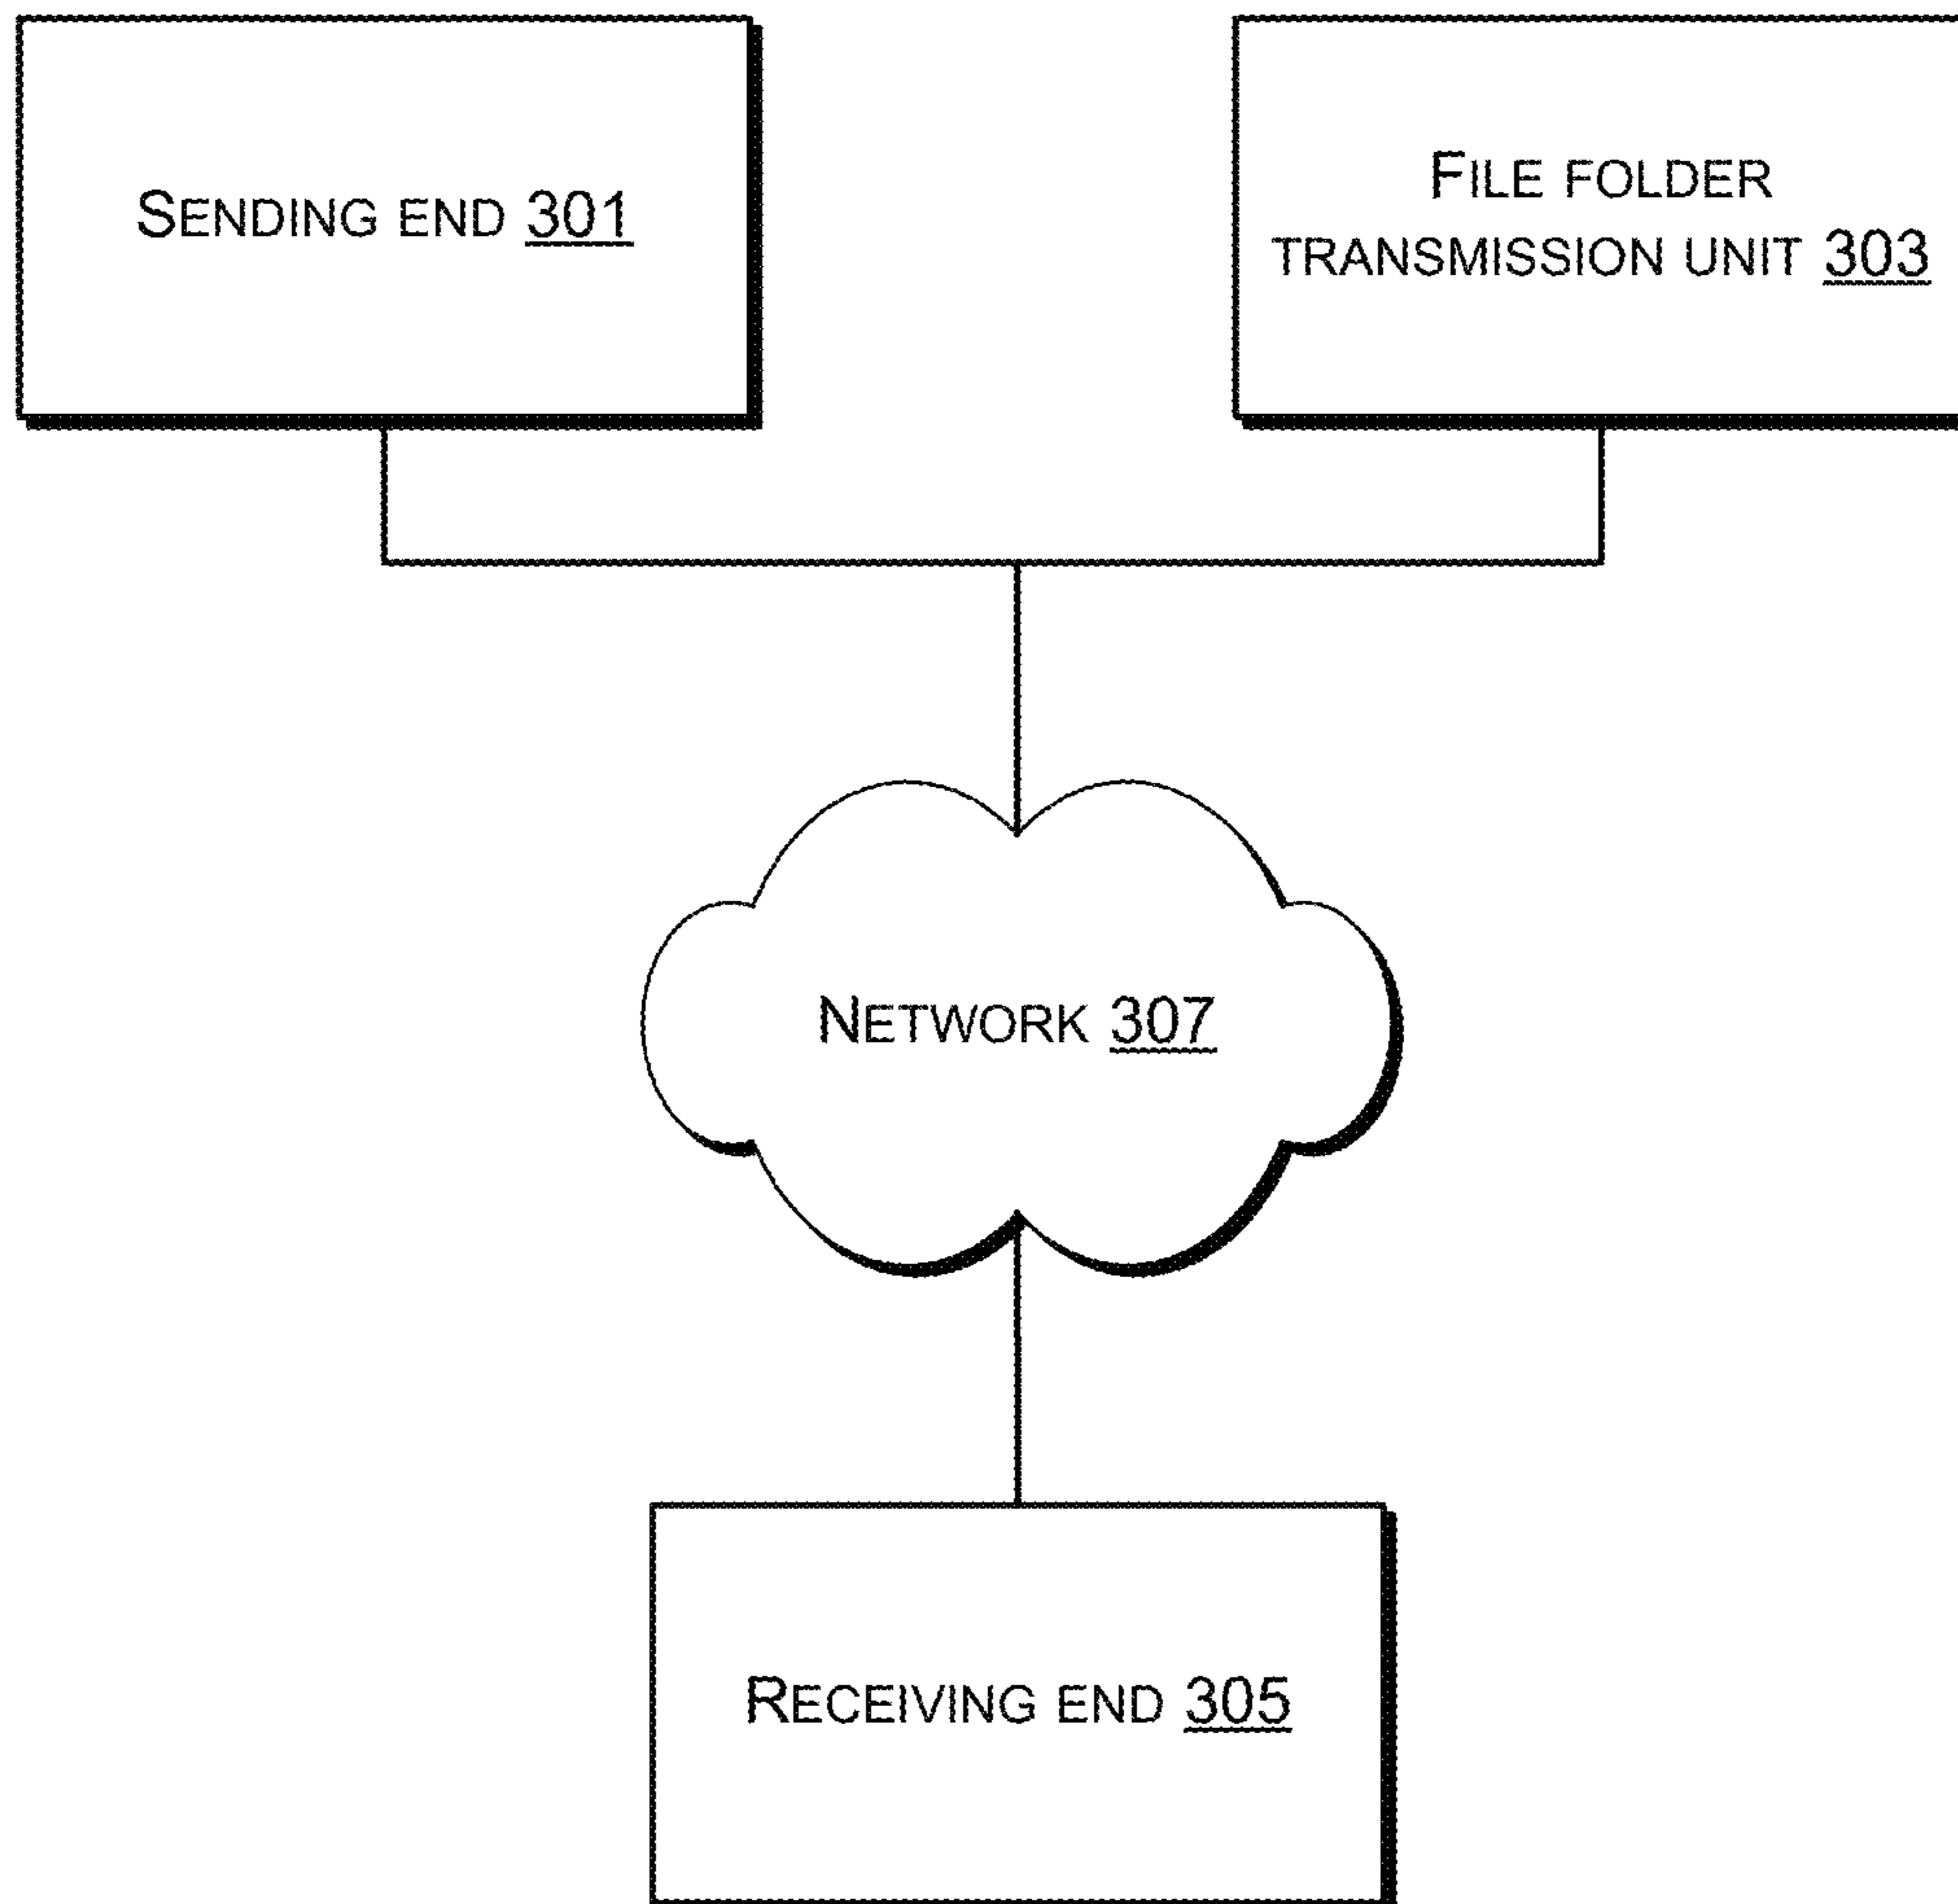 SENDING END 301
FILE FOLDER
TRANSMISSION UNIT 303
NETWORK 307
RECEIVING END 305